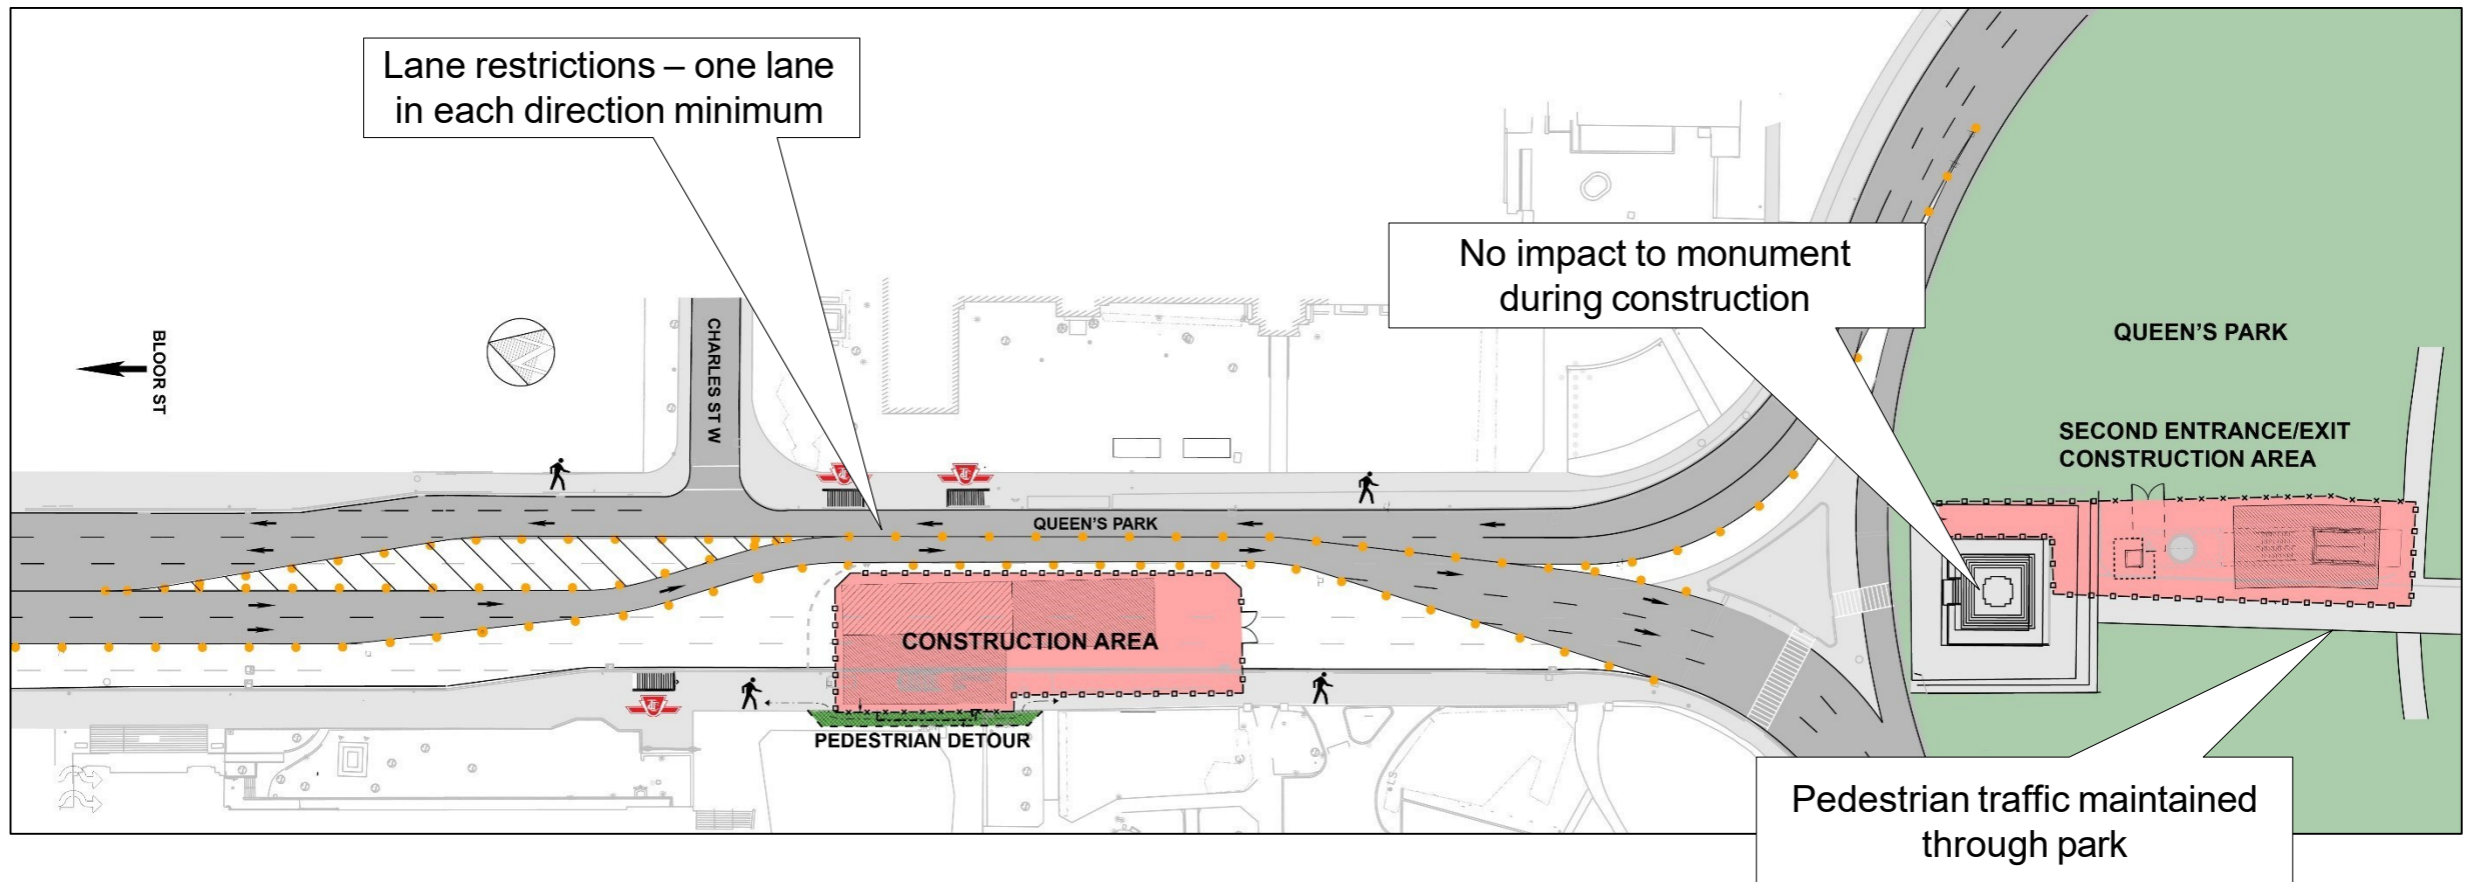 Lane restrictions – one lane
in each direction minimum
No impact to monument
during construction
QUEEN'S PARK
BLOOR ST
CHARLES ST W
SECOND ENTRANCE/EXIT
CONSTRUCTION AREA
QUEEN'S PARK
CONSTRUCTION AREA
PEDESTRIAN DETOUR
Pedestrian traffic maintained
through park